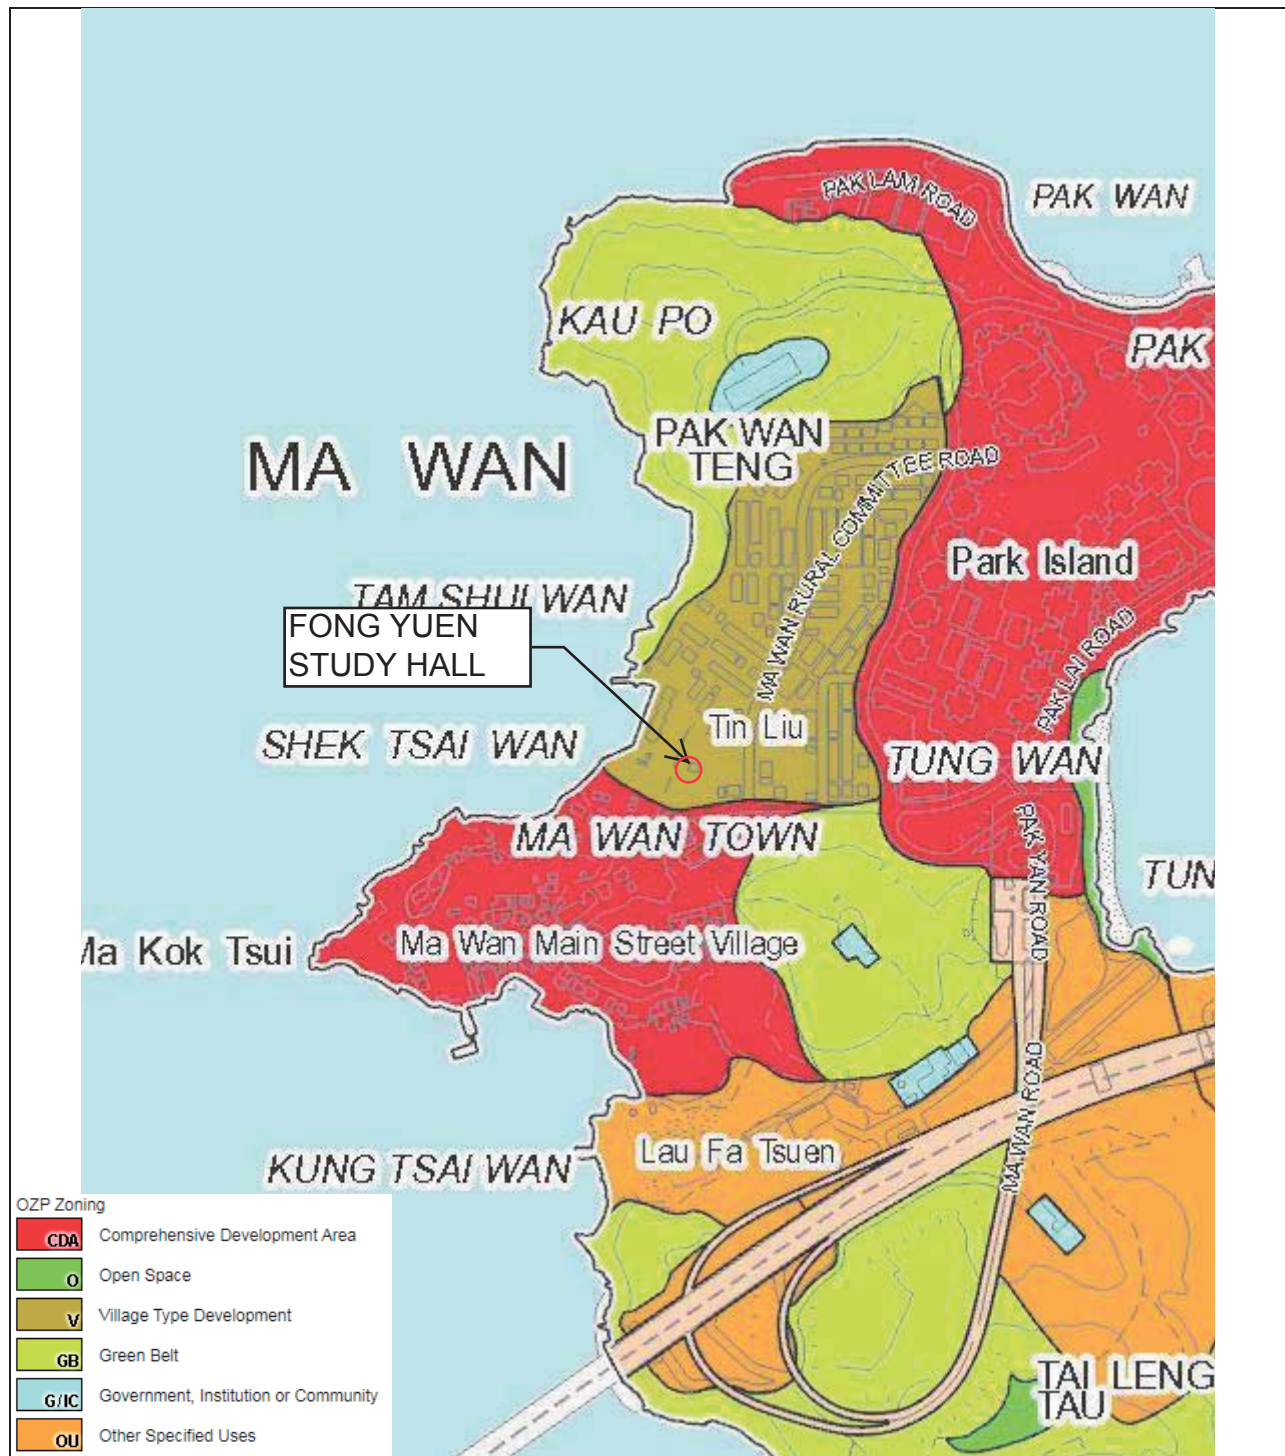 PAK LAM ROAD
PAK WAN
KAU PO
PAK
PAK WAN
TENG
MA WAN
MA WAN RURAL COMMITTEE ROAD
Park Island
TAM SHUI WAN
FONG YUEN
STUDY HALL
PAK LAI ROAD
Tin Liu
SHEK TSAI WAN
TUNG WAN
MA WAN TOWN
PAK YAN ROAD
TUN
Ma Kok Tsui
Ma Wan Main Street Village
MA WAN ROAD
Lau Fa Tsuen
KUNG TSAI WAN
OZP Zoning
CDA Comprehensive Development Area
O Open Space
V Village Type Development
GB Green Belt
G/IC Government, Institution or Community
OU Other Specified Uses
TAI LENG
TAU